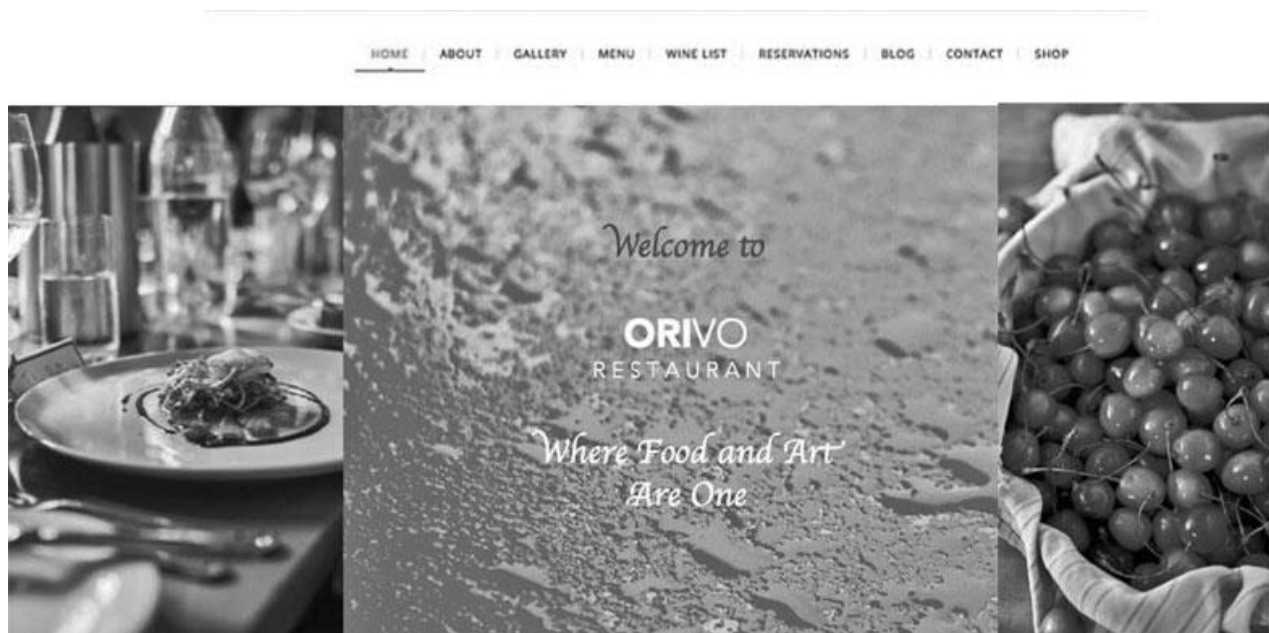 HOME ABOUT GALLERY MENU WINE LIST RESERVATIONS BLOG CONTACT SHOP
Welcome to
ORIVO
RESTAURANT
Where Food and Art
Are One